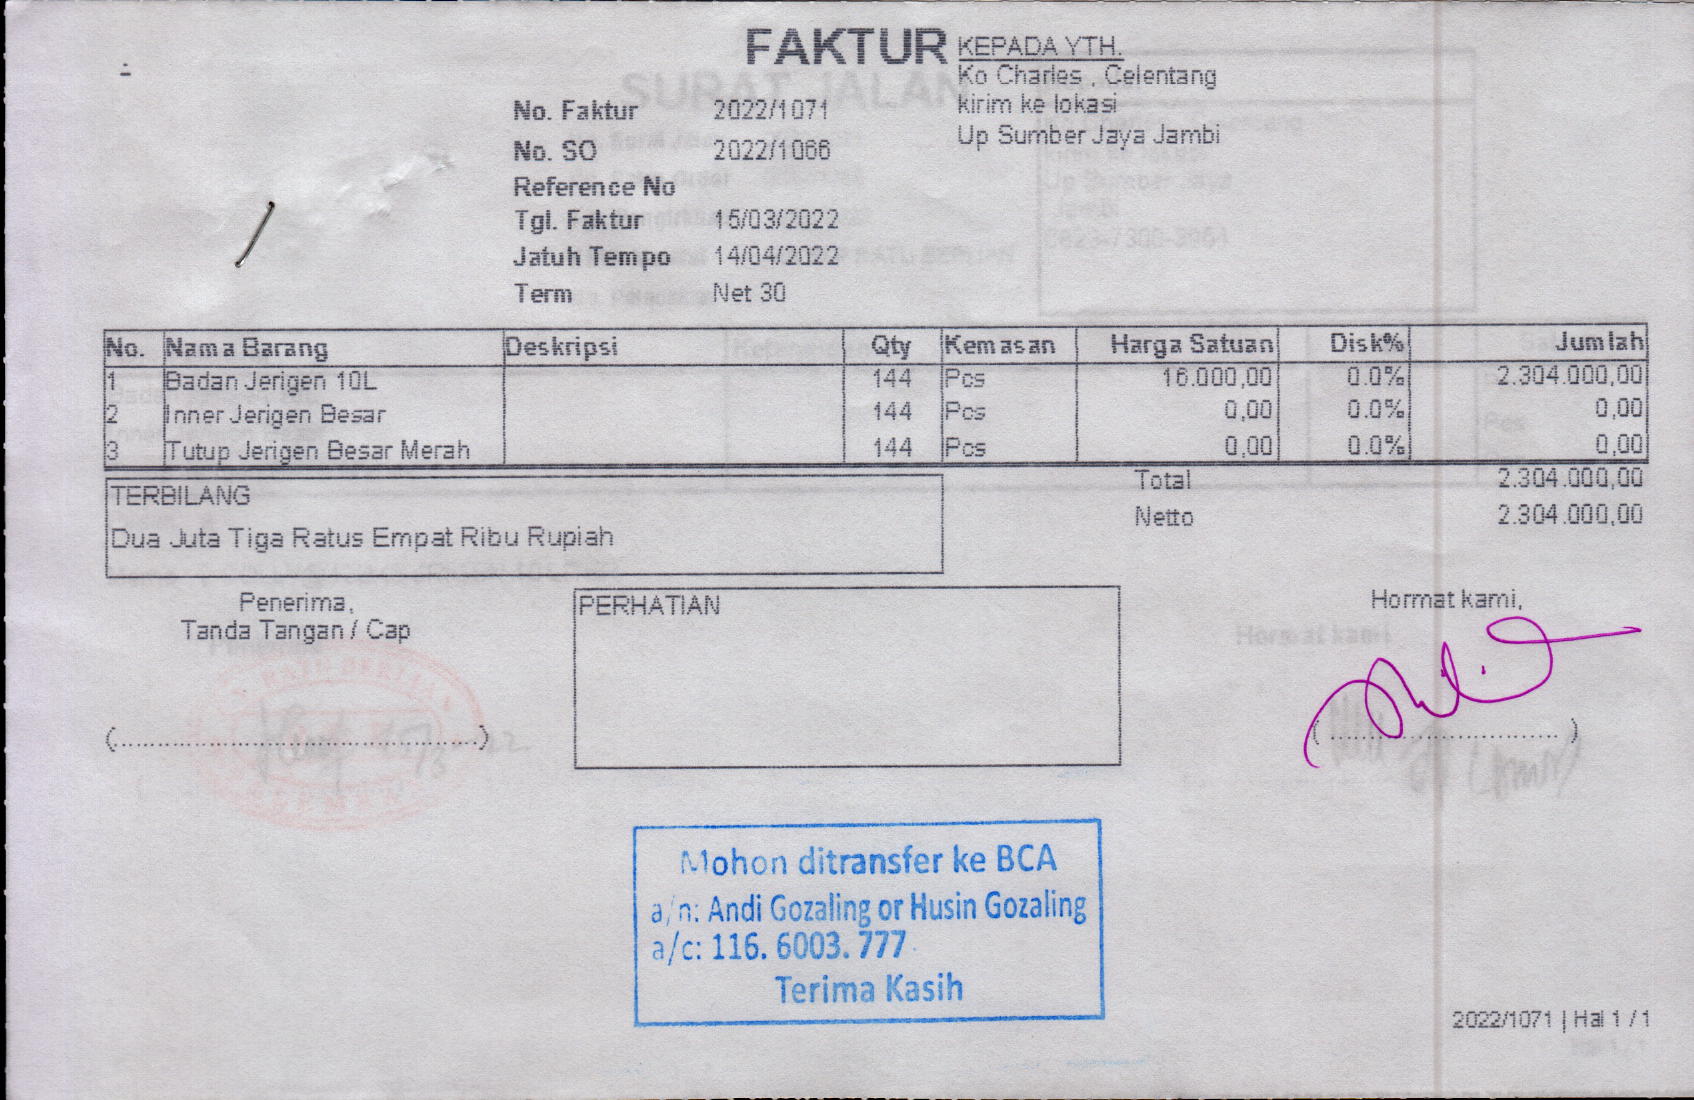 FAKTUR
KEPADA YTH.
Ko Charles , Celentang
kirim ke lokasi
Up Sumber Jaya Jambi
No. Faktur 2022/1071
No. SO 2022/1066
Reference No
Tgl. Faktur 15/03/2022
Jatuh Tempo 14/04/2022
Term Net 30
No. Nama Barang Deskripsi Qty Kemasan Harga Satuan Disk% Jumlah
1 Badan Jerigen 10L 144 Pcs 16.000,00 0.0% 2.304.000,00
2 Inner Jerigen Besar 144 Pcs 0,00 0.0% 0,00
3 Tutup Jerigen Besar Merah 144 Pcs 0,00 0.0% 0,00
Total 2.304.000,00
Netto 2.304.000,00
TERBILANG
Dua Juta Tiga Ratus Empat Ribu Rupiah
Penerima,
Tanda Tangan / Cap
PERHATIAN
Hormat kami,
(..........................................)
(..........................)
Mohon ditransfer ke BCA
a/n: Andi Gozaling or Husin Gozaling
a/c: 116. 6003. 777
Terima Kasih
2022/1071 | Hal 1 / 1